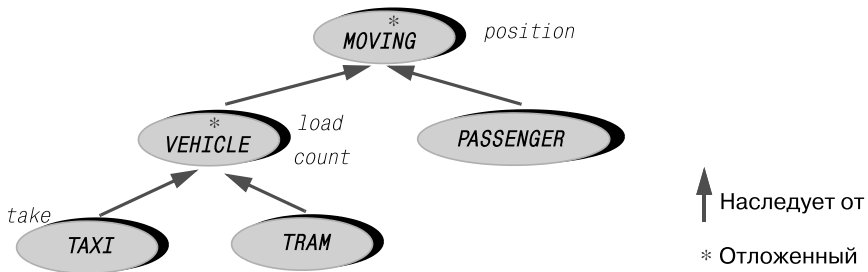 *
MOVING
position
*
VEHICLE
load
count
PASSENGER
take
TAXI
TRAM
Наследует от
* Отложенный